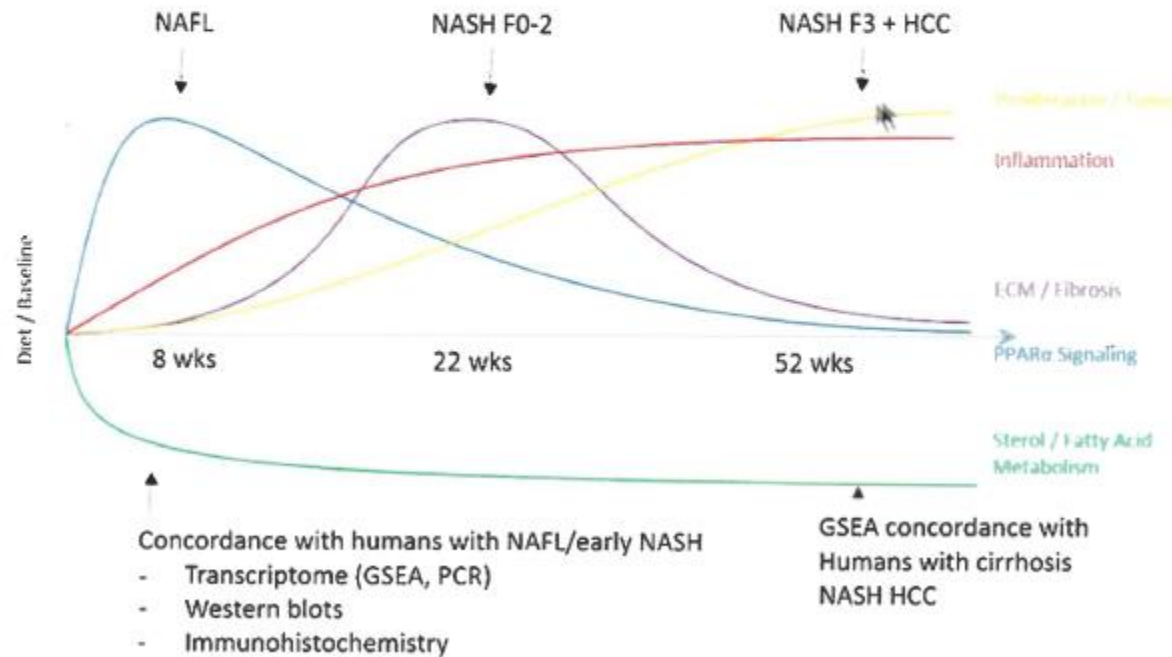 NAFL
NASH F0-2
NASH F3 + HCC
Inflammation
Diet / Baseline
ECM / Fibrosis
8 wks
22 wks
52 wks
PPARα Signaling
Sterol / Fatty Acid
Metabolism
Concordance with humans with NAFL/early NASH
- Transcriptome (GSEA, PCR)
- Western blots
- Immunohistochemistry
GSEA concordance with
Humans with cirrhosis
NASH HCC